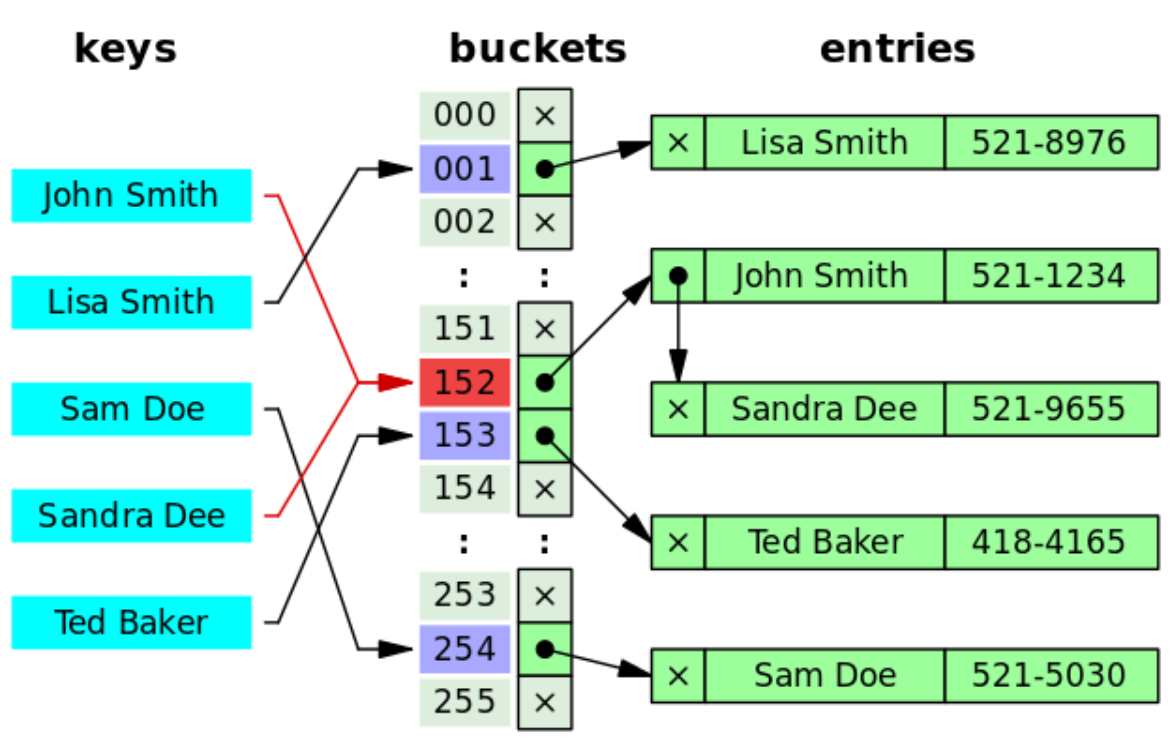 keys
buckets
entries
John Smith
Lisa Smith
Sam Doe
Sandra Dee
Ted Baker
000 ×
001
002 ×
: :
151 ×
152
153
154 ×
: :
253 ×
254
255 ×
× Lisa Smith 521-8976
John Smith 521-1234
× Sandra Dee 521-9655
× Ted Baker 418-4165
× Sam Doe 521-5030